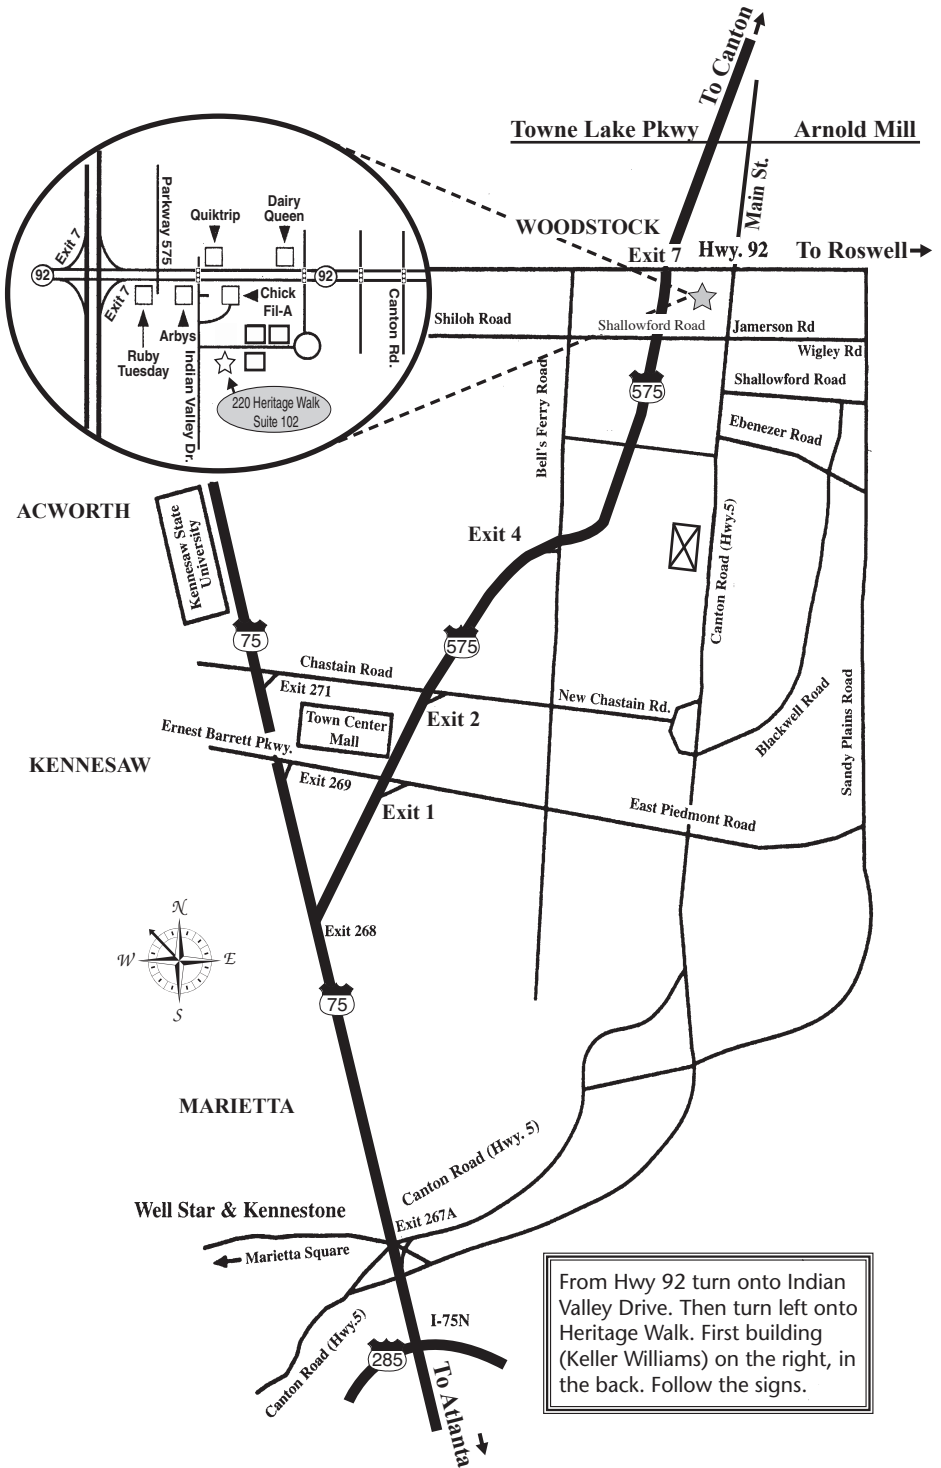 To Canton
Towne Lake Pkwy
Arnold Mill
Main St.
WOODSTOCK
Exit 7
Hwy. 92
To Roswell
Parkway 575
Quiktrip
Dairy
Queen
Exit 7
92
92
Exit 7
Chick
Fil-A
Canton Rd.
Arbys
Ruby
Tuesday
Indian Valley Dr.
220 Heritage Walk
Suite 102
Shiloh Road
Shallowford Road
Jamerson Rd
Wigley Rd
575
Shallowford Road
Bell's Ferry Road
Ebenezer Road
ACWORTH
Kennesaw State
University
Exit 4
Canton Road (Hwy.5)
75
575
Chastain Road
Exit 271
New Chastain Rd.
Blackwell Road
Sandy Plains Road
Town Center
Mall
Exit 2
Ernest Barrett Pkwy.
KENNESAW
Exit 269
Exit 1
East Piedmont Road
N
W
E
S
Exit 268
75
MARIETTA
Canton Road (Hwy. 5)
Well Star & Kennestone
Exit 267A
Marietta Square
Canton Road (Hwy.5)
I-75N
285
To Atlanta
From Hwy 92 turn onto Indian
Valley Drive. Then turn left onto
Heritage Walk. First building
(Keller Williams) on the right, in
the back. Follow the signs.